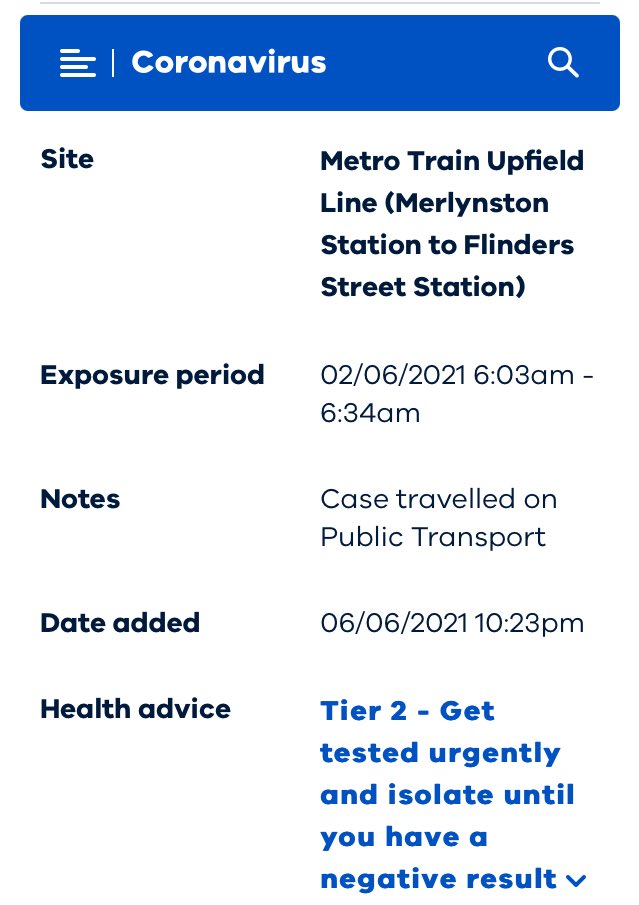 Coronavirus
Site
Metro Train Upfield
Line (Merlynston
Station to Flinders
Street Station)
Exposure period
02/06/2021 6:03am -
6:34am
Notes
Case travelled on
Public Transport
Date added
06/06/2021 10:23pm
Health advice
Tier 2 - Get
tested urgently
and isolate until
you have a
negative result